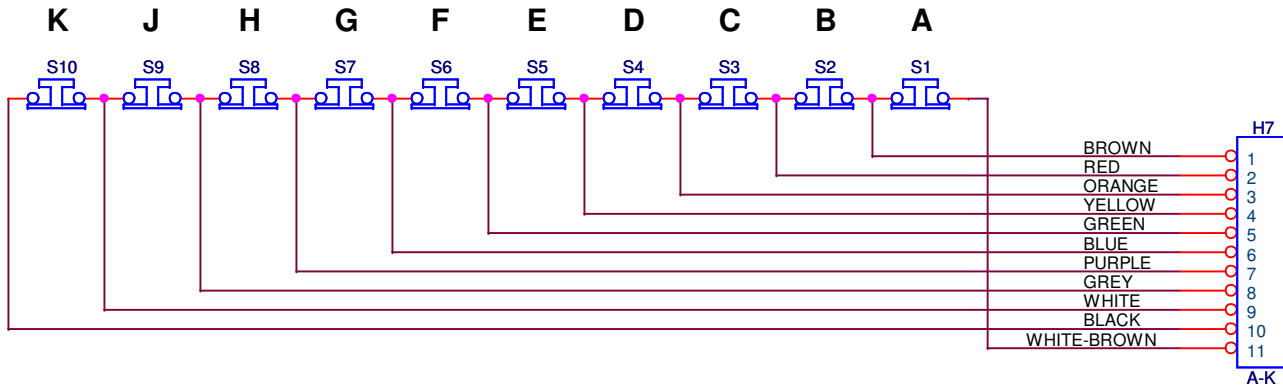 K J H G F E D C B A
S10 S9 S8 S7 S6 S5 S4 S3 S2 S1
H7
BROWN 1
RED 2
ORANGE 3
YELLOW 4
GREEN 5
BLUE 6
PURPLE 7
GREY 8
WHITE 9
BLACK 10
WHITE-BROWN 11
A-K